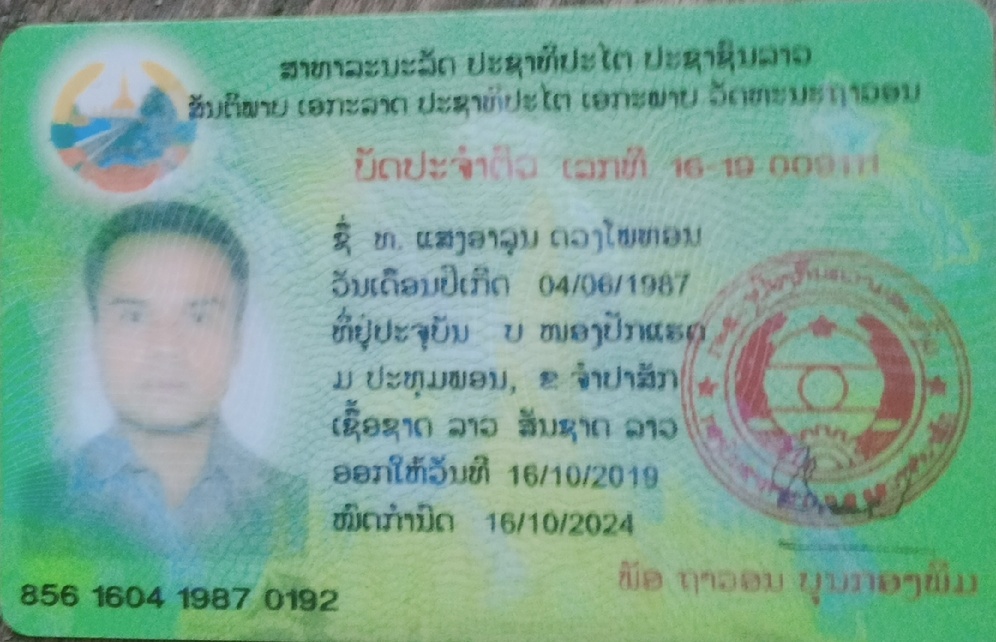 ສາທາລະນະລັດ ປະຊາທິປະໄຕ ປະຊາຊົນລາວ
ສັນຕິພາບ ເອກະລາດ ປະຊາທິປະໄຕ ເອກະພາບ ວັດທະນະຖາວອນ
ບັດປະຈຳຕົວ ເລກທີ 16-19
ຊື່ ທ. ແສງອາລຸນ ດວງໄພທອນ
ວັນເດືອນປີເກີດ 04/06/1987
ທີ່ຢູ່ປະຈຸບັນ ບ ໜອງປັກແຮດ
ມ ປະທຸມພອນ, ຂ ຈຳປາສັກ
ເຊື້ອຊາດ ລາວ ສັນຊາດ ລາວ
ອອກໃຫ້ວັນທີ 16/10/2019
ໝົດກຳນົດ 16/10/2024
ພັອ ຖາວອນ ບຸນກອງພິມ
856 1604 1987 0192